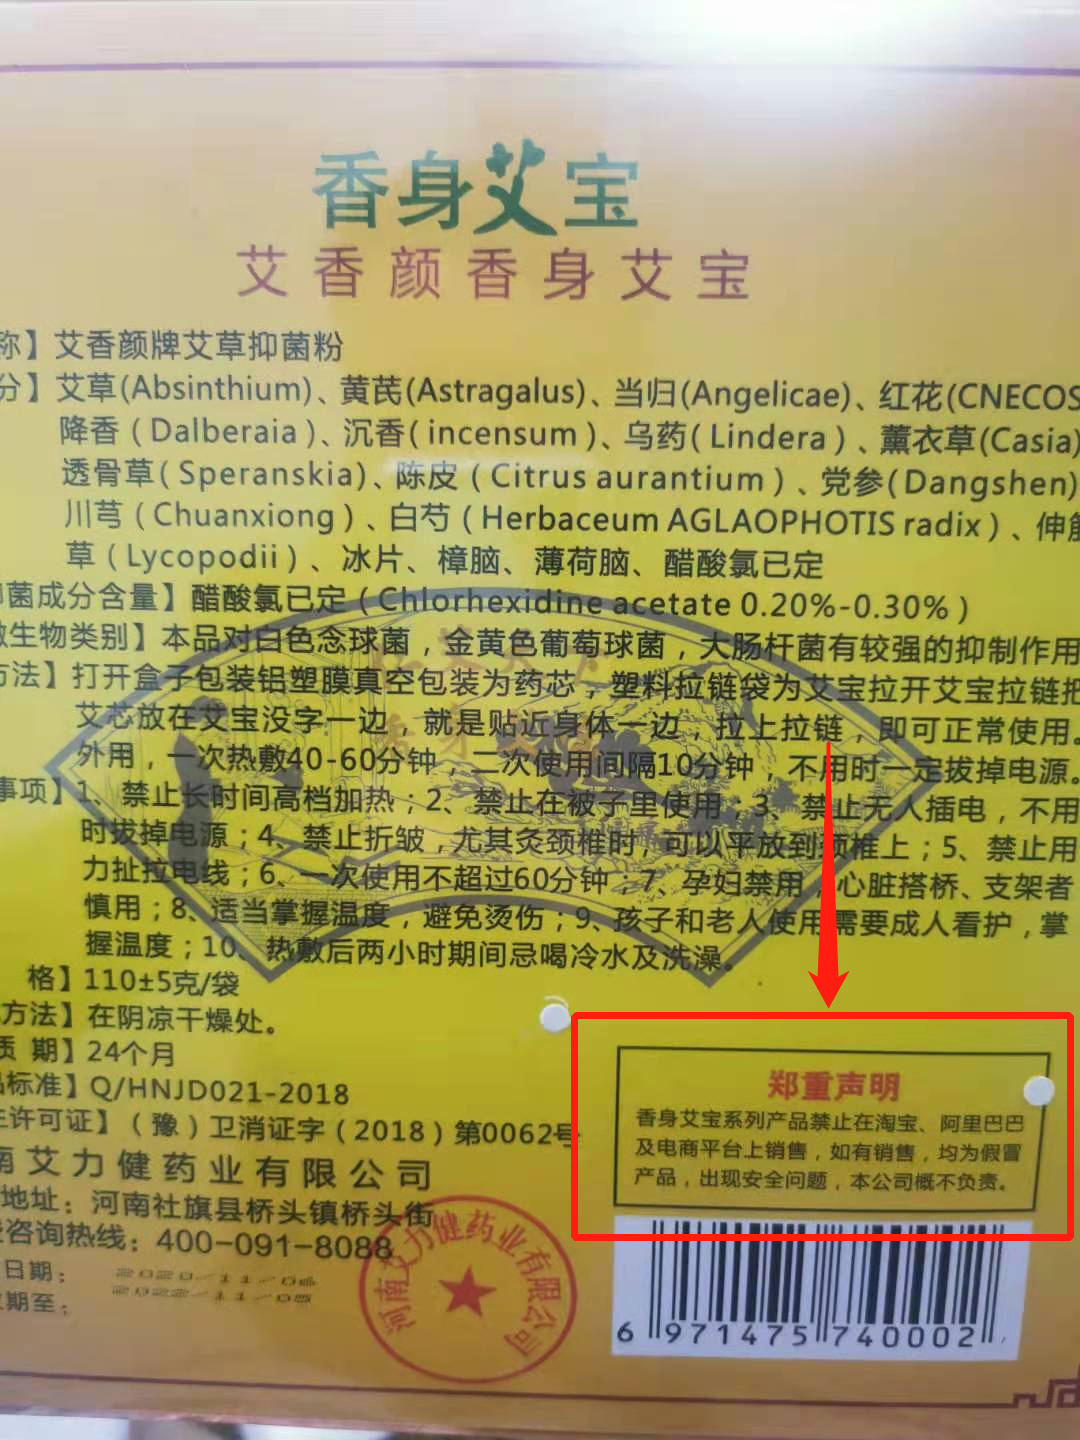 香身艾宝
艾香颜香身艾宝
称】艾香颜牌艾草抑菌粉
分】艾草(Absinthium)、黄芪(Astragalus)、当归(Angelicae)、红花(CNECOS
降香（Dalberaia）、沉香（incensum）、乌药（Lindera）、薰衣草(Casia)
透骨草（Speranskia）、陈皮（Citrus aurantium）、党参(Dangshen)
川芎（Chuanxiong）、白芍（Herbaceum AGLAOPHOTIS radix）、伸筋
草（Lycopodii）、冰片、樟脑、薄荷脑、醋酸氯已定
菌成分含量】醋酸氯已定（Chlorhexidine acetate 0.20%-0.30%）
生物类别】本品对白色念球菌，金黄色葡萄球菌，大肠杆菌有较强的抑制作用
方法】打开盒子包装铝塑膜真空包装为药芯，塑料拉链袋为艾宝拉开艾宝拉链把
艾芯放在艾宝没字一边，就是贴近身体一边，拉上拉链，即可正常使用。
外用，一次热敷40-60分钟，二次使用间隔10分钟，不用时一定拔掉电源。
事项】1、禁止长时间高档加热；2、禁止在被子里使用；3、禁止无人插电，不用
时拔掉电源；4、禁止折皱，尤其灸颈椎时，可以平放到颈椎上；5、禁止用
力扯拉电线；6、一次使用不超过60分钟；7、孕妇禁用，心脏搭桥、支架者
慎用；8、适当掌握温度，避免烫伤；9、孩子和老人使用需要成人看护，掌
握温度；10、热敷后两小时期间忌喝冷水及洗澡。
格】110±5克/袋
方法】在阴凉干燥处。
质 期】24个月
品标准】Q/HNJD021-2018
生许可证】（豫）卫消证字（2018）第0062号
南艾力健药业有限公司
地址：河南社旗县桥头镇桥头街
咨询热线：400-091-8088
日期：2020/11/06
期至：2022/11/05
河南艾力健药业有限公司
郑重声明
香身艾宝系列产品禁止在淘宝、阿里巴巴
及电商平台上销售，如有销售，均为假冒
产品，出现安全问题，本公司概不负责。
6 971475 740002